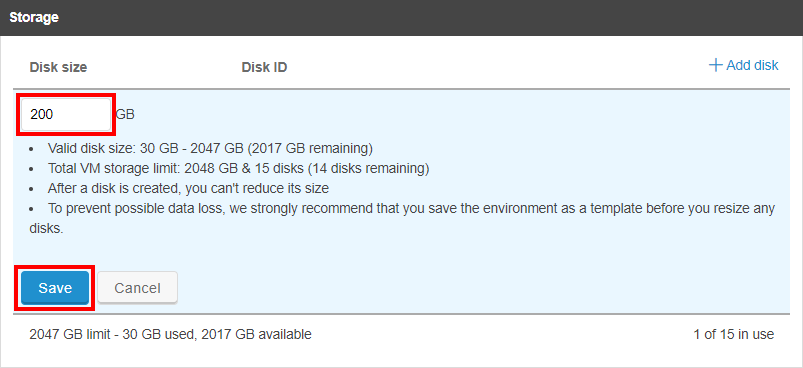 Storage
Disk size Disk ID + Add disk
200 GB
• Valid disk size: 30 GB - 2047 GB (2017 GB remaining)
• Total VM storage limit: 2048 GB & 15 disks (14 disks remaining)
• After a disk is created, you can't reduce its size
• To prevent possible data loss, we strongly recommend that you save the environment as a template before you resize any
disks.
Save Cancel
2047 GB limit - 30 GB used, 2017 GB available 1 of 15 in use